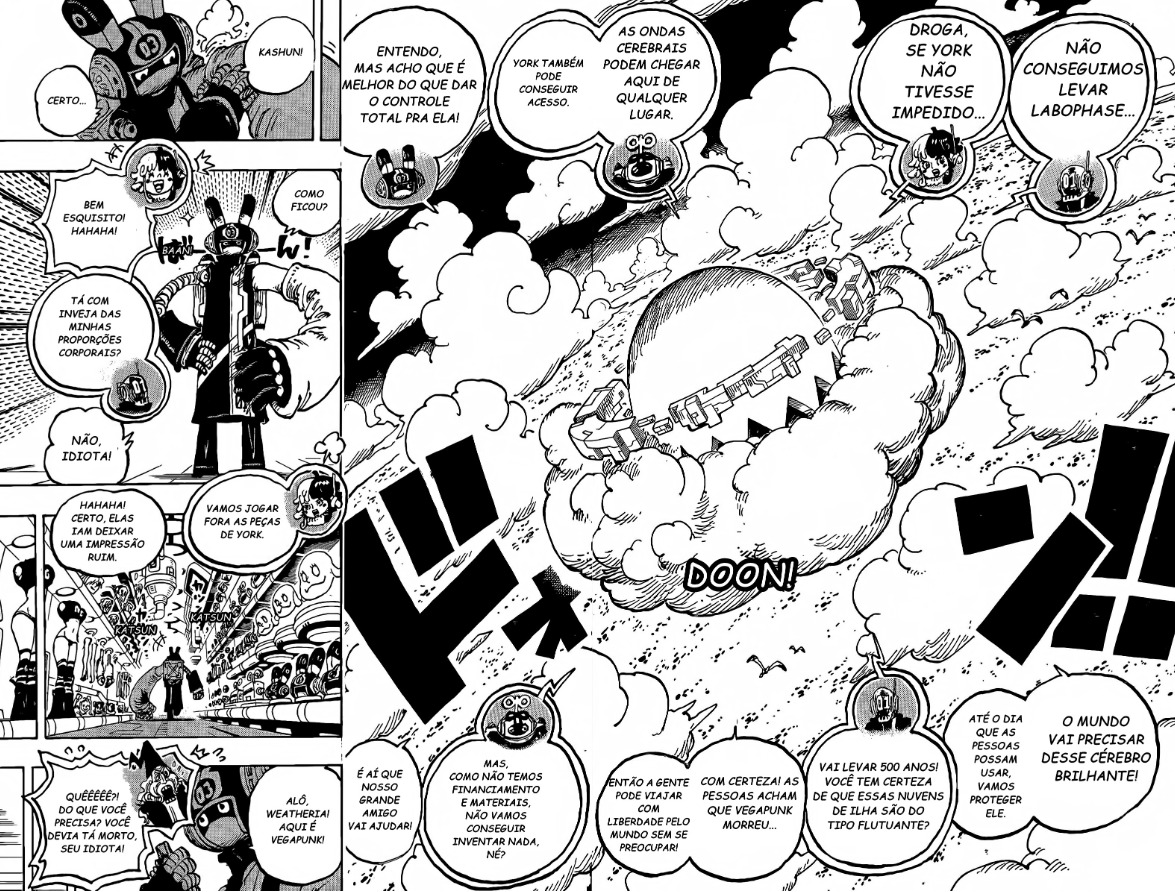 NÃO
CONSEGUIMOS
LEVAR
LABOPHASE...
DROGA,
SE YORK
NÃO
TIVESSE
IMPEDIDO...
AS ONDAS
CEREBRAIS
PODEM CHEGAR
AQUI DE
QUALQUER
LUGAR.
YORK TAMBÉM
PODE
CONSEGUIR
ACESSO.
ENTENDO,
MAS ACHO QUE É
MELHOR DO QUE DAR
O CONTROLE
TOTAL PRA ELA!
ドォン!!
DOON!
O MUNDO
VAI PRECISAR
DESSE CÉREBRO
BRILHANTE!
ATÉ O DIA
QUE AS
PESSOAS
POSSAM
USAR,
VAMOS
PROTEGER
ELE.
VAI LEVAR 500 ANOS!
VOCÊ TEM CERTEZA
DE QUE ESSAS NUVENS
DE ILHA SÃO DO
TIPO FLUTUANTE?
COM CERTEZA! AS
PESSOAS ACHAM
QUE VEGAPUNK
MORREU...
ENTÃO A GENTE
PODE VIAJAR
COM
LIBERDADE PELO
MUNDO SEM SE
PREOCUPAR!
MAS,
COMO NÃO TEMOS
FINANCIAMENTO
E MATERIAIS,
NÃO VAMOS
CONSEGUIR
INVENTAR NADA,
NÉ?
É AÍ QUE
NOSSO
GRANDE
AMIGO
VAI AJUDAR!
KASHUN!
03
CERTO...
COMO
FICOU?
BAAN!
BEM
ESQUISITO!
HAHAHA!
TÁ COM
INVEJA DAS
MINHAS
PROPORÇÕES
CORPORAIS?
NÃO,
IDIOTA!
VAMOS JOGAR
FORA AS PEÇAS
DE YORK.
HAHAHA!
CERTO, ELAS
IAM DEIXAR
UMA IMPRESSÃO
RUIM.
KATSUN
KATSUN
ALÔ,
WEATHERIA!
AQUI É
VEGAPUNK!
03
QUÊÊÊÊÊ?!
DO QUE VOCÊ
PRECISA? VOCÊ
DEVIA TÁ MORTO,
SEU IDIOTA!